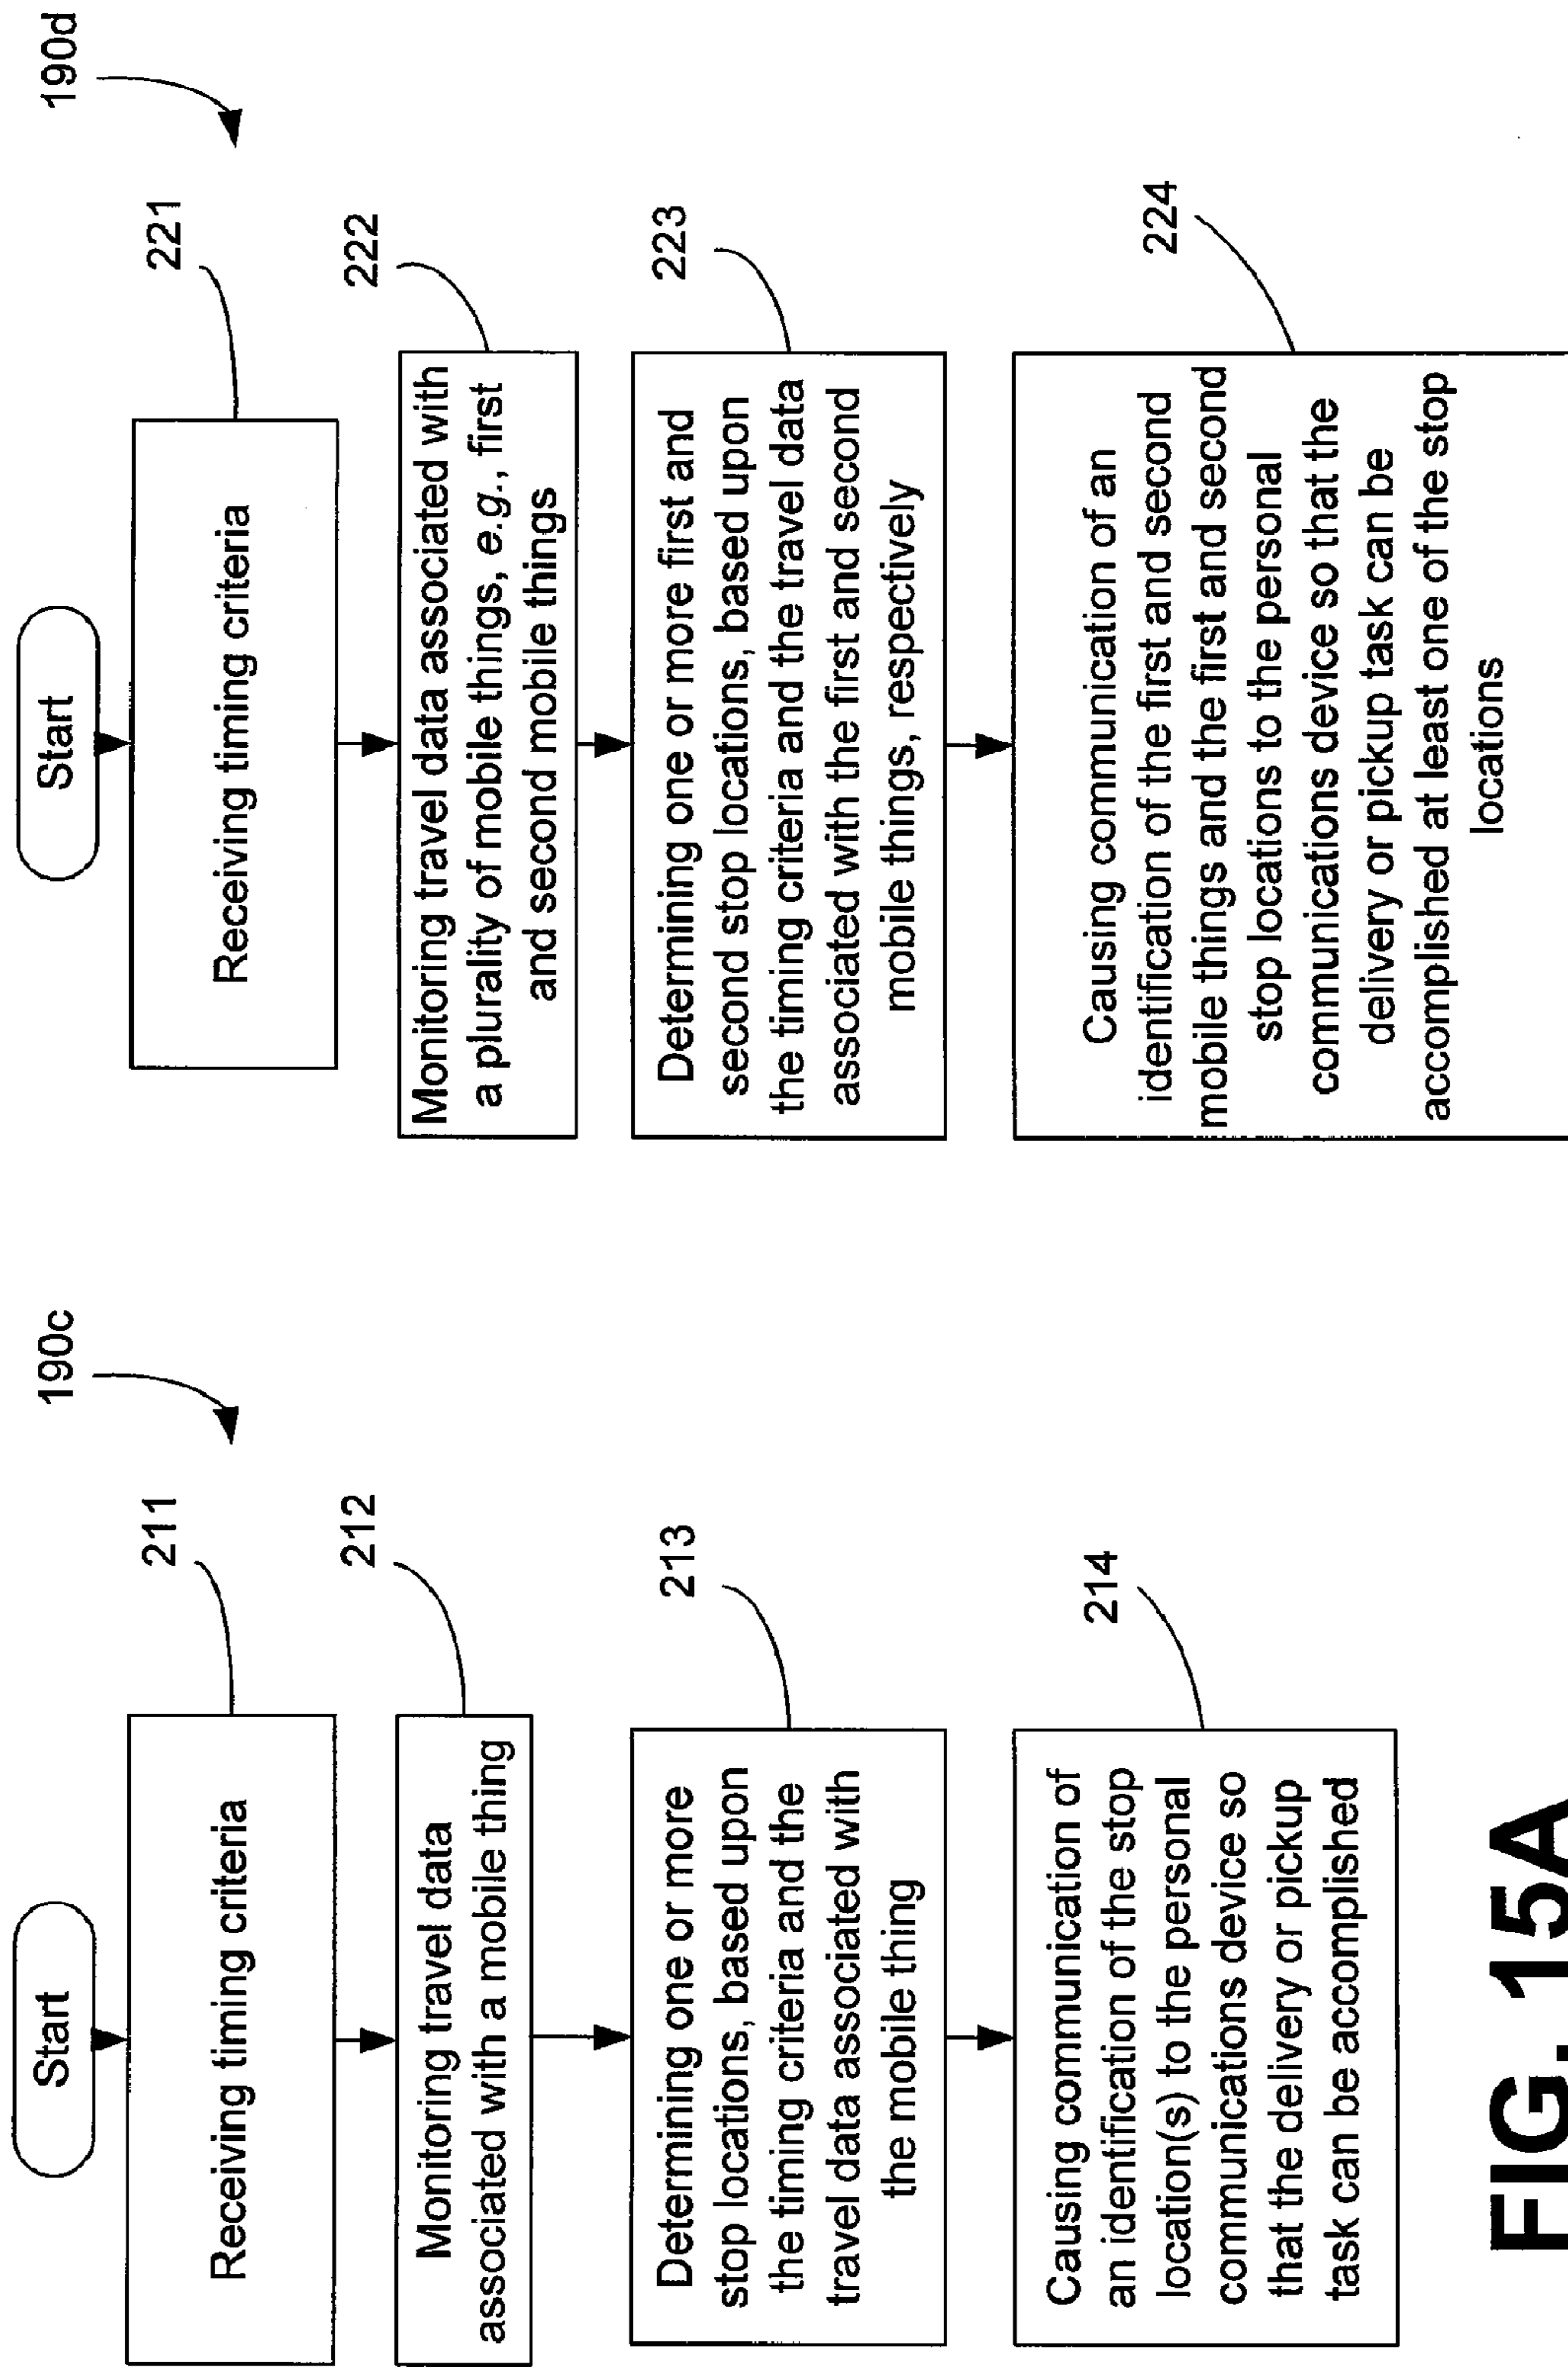 190c
Start
Receiving timing criteria
211
Monitoring travel data
associated with a mobile thing
212
Determining one or more
stop locations, based upon
the timing criteria and the
travel data associated with
the mobile thing
213
Causing communication of
an identification of the stop
location(s) to the personal
communications device so
that the delivery or pickup
task can be accomplished
214
FIG. 15A
190d
Start
Receiving timing criteria
221
Monitoring travel data associated with
a plurality of mobile things, e.g., first
and second mobile things
222
Determining one or more first and
second stop locations, based upon
the timing criteria and the travel data
associated with the first and second
mobile things, respectively
223
Causing communication of an
identification of the first and second
mobile things and the first and second
stop locations to the personal
communications device so that the
delivery or pickup task can be
accomplished at least one of the stop
locations
224